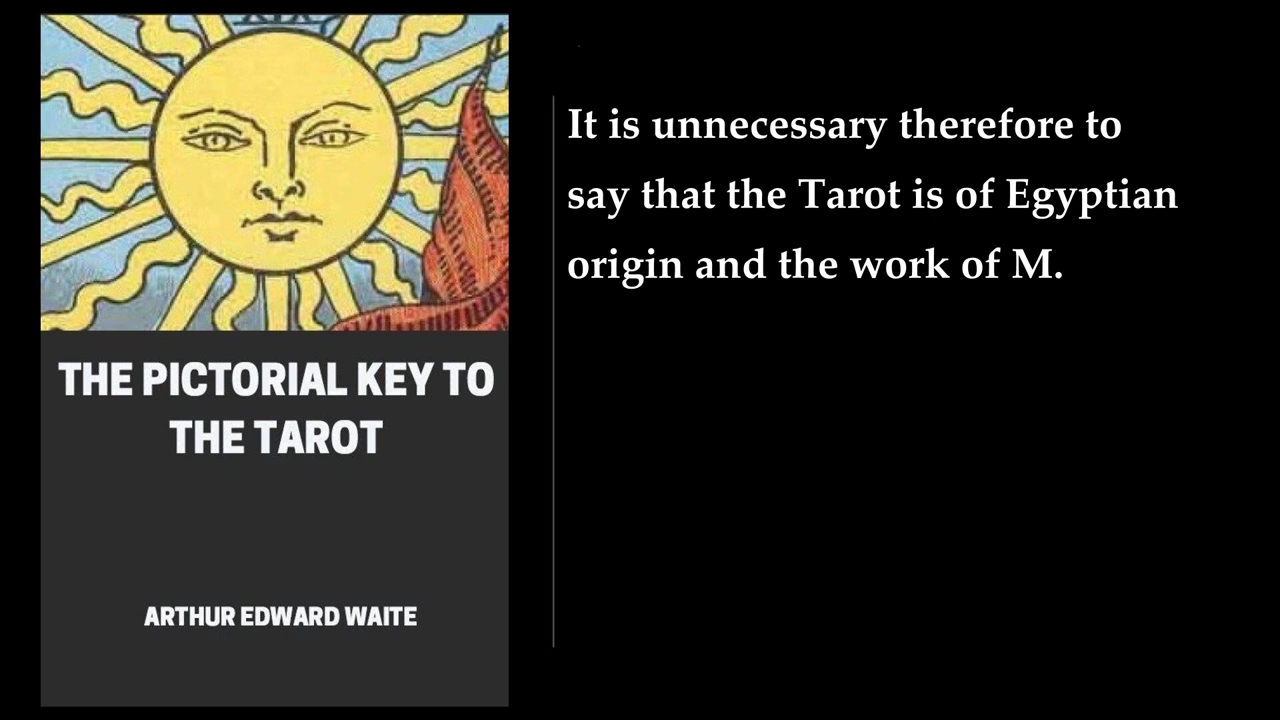 XIX
THE PICTORIAL KEY TO
THE TAROT
ARTHUR EDWARD WAITE
It is unnecessary therefore to
say that the Tarot is of Egyptian
origin and the work of M.